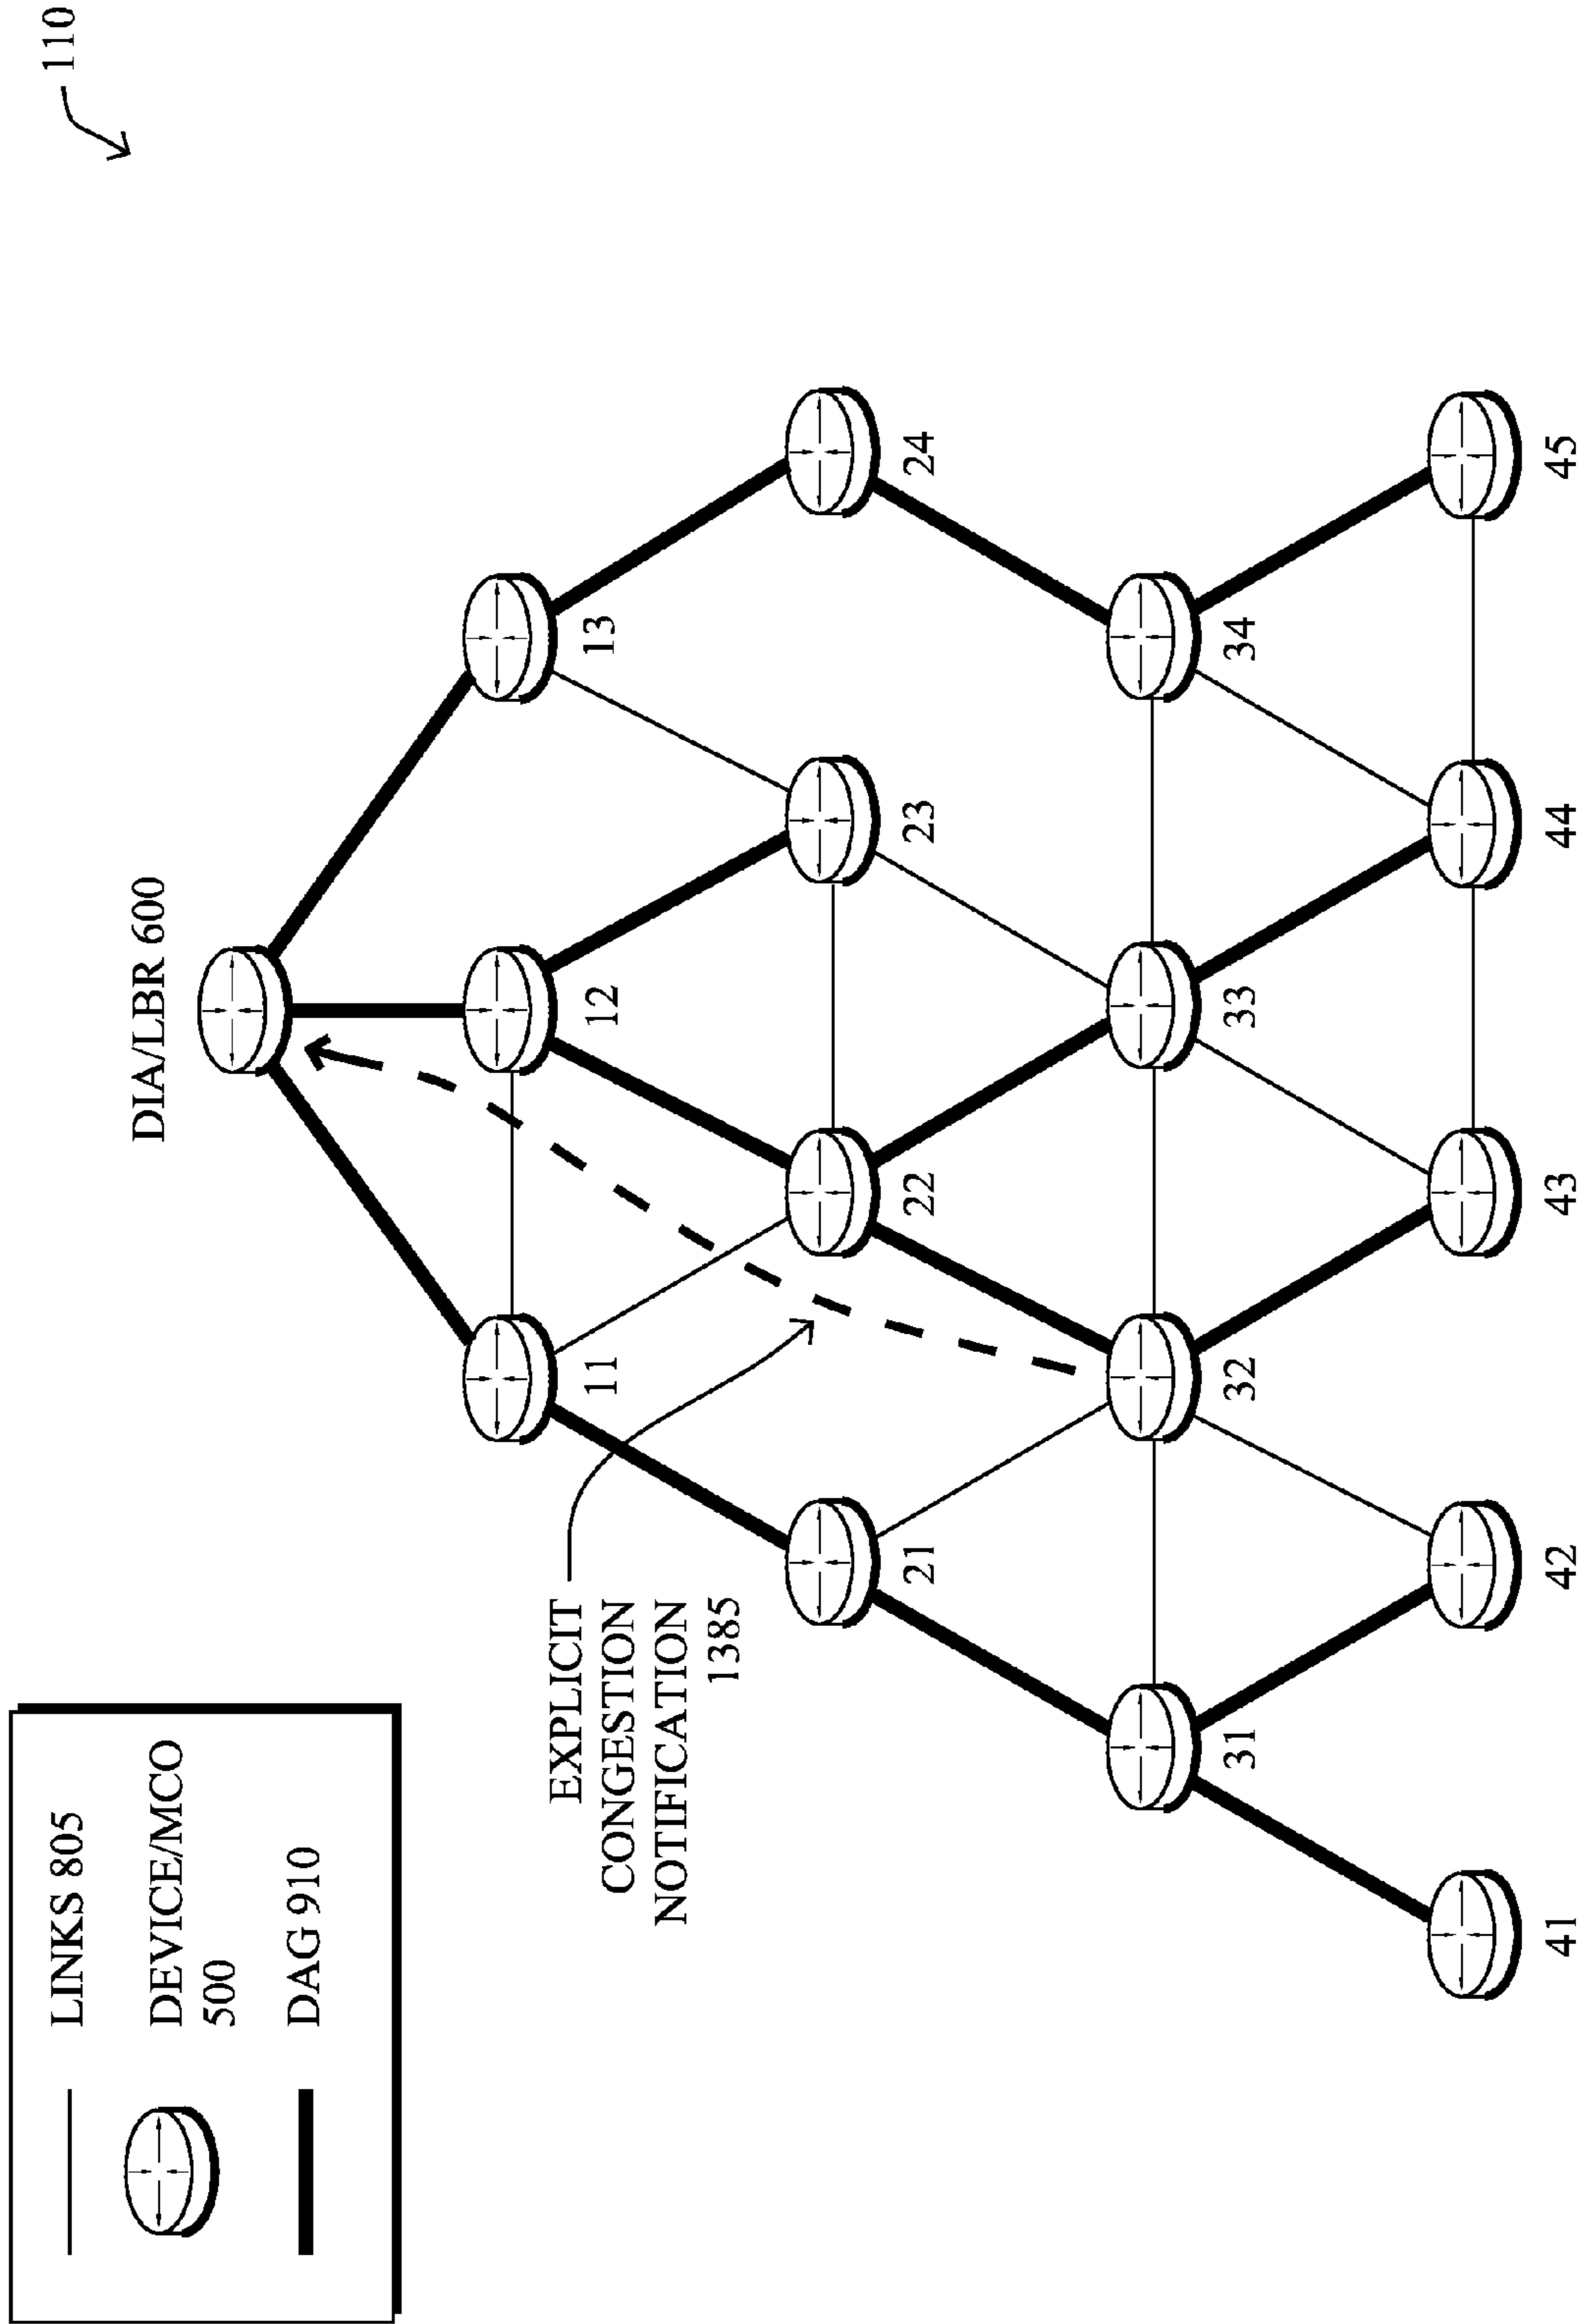 110
LINKS 805
DEVICE/MCO
500
DAG 910
DIA/LBR 600
EXPLICIT
CONGESTION
NOTIFICATION
1385
11
12
13
21
22
23
24
31
32
33
34
41
42
43
44
45